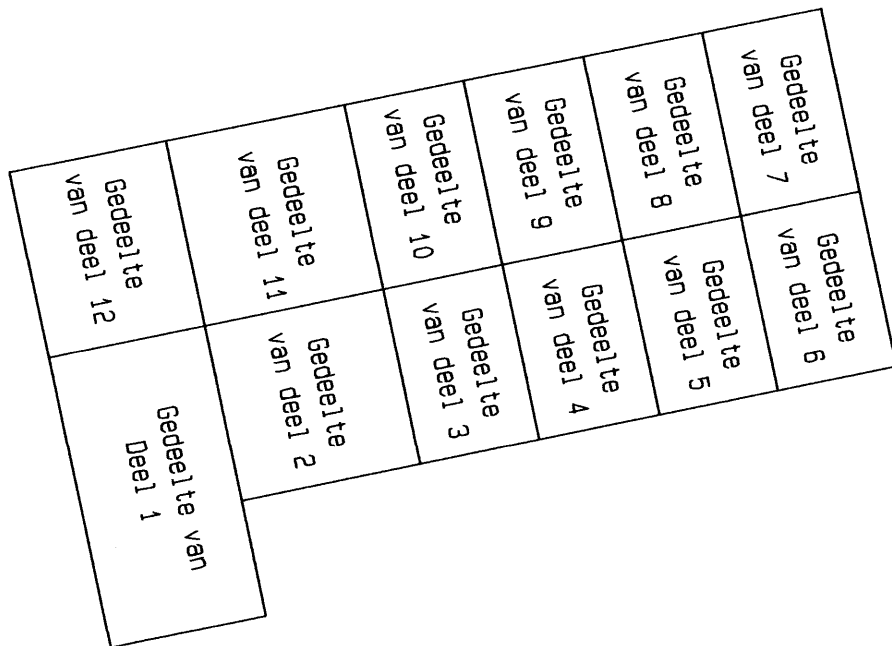 Gedeelte van
Deel 1
Gedeelte
van deel 2
Gedeelte
van deel 3
Gedeelte
van deel 4
Gedeelte
van deel 5
Gedeelte
van deel 6
Gedeelte
van deel 7
Gedeelte
van deel 8
Gedeelte
van deel 9
Gedeelte
van deel 10
Gedeelte
van deel 11
Gedeelte
van deel 12